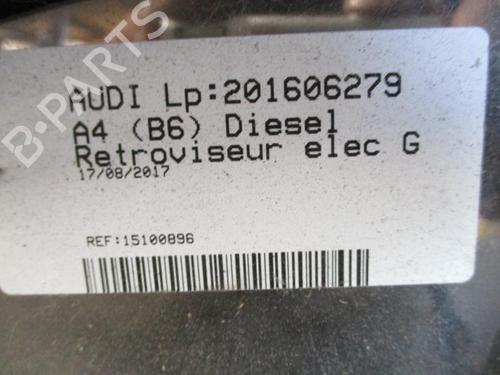 B-PARTS
AUDI Lp:201606279
A4 (B6) Diesel
Retroviseur elec G
17/08/2017
REF:15100896